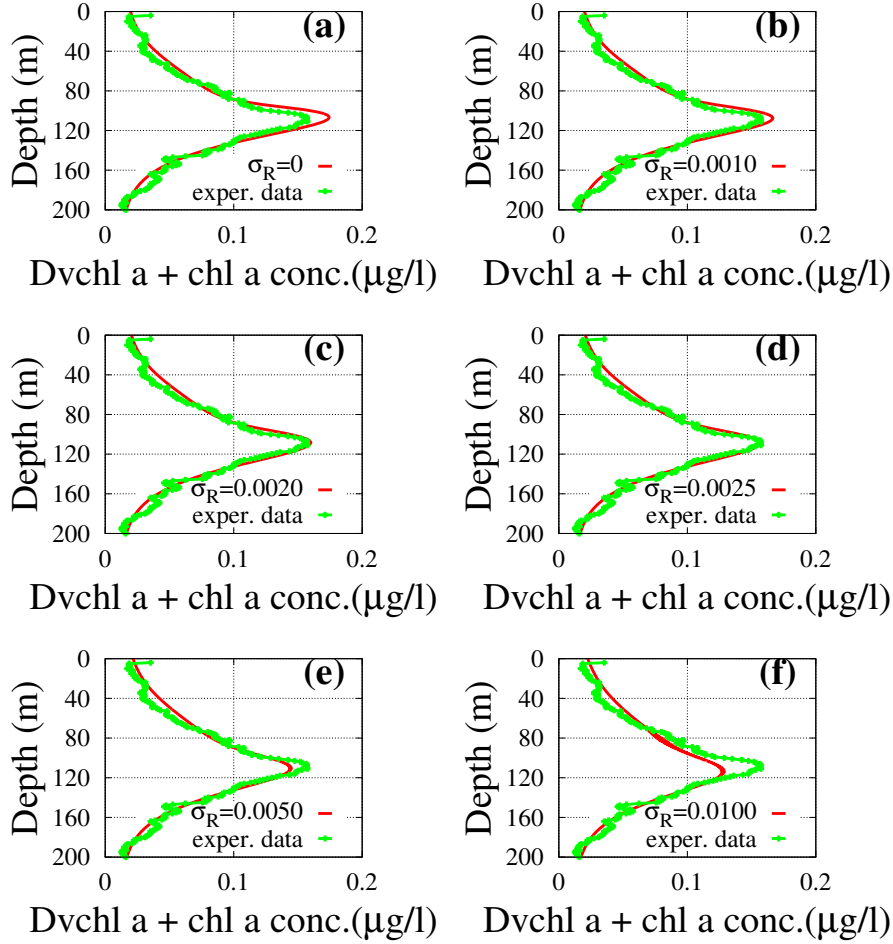 (a)
0
40
80
120
160
200
Depth (m)
σ_R=0
exper. data
0 0.1 0.2
Dvchl a + chl a conc.(μg/l)
(b)
0
40
80
120
160
200
Depth (m)
σ_R=0.0010
exper. data
0 0.1 0.2
Dvchl a + chl a conc.(μg/l)
(c)
0
40
80
120
160
200
Depth (m)
σ_R=0.0020
exper. data
0 0.1 0.2
Dvchl a + chl a conc.(μg/l)
(d)
0
40
80
120
160
200
Depth (m)
σ_R=0.0025
exper. data
0 0.1 0.2
Dvchl a + chl a conc.(μg/l)
(e)
0
40
80
120
160
200
Depth (m)
σ_R=0.0050
exper. data
0 0.1 0.2
Dvchl a + chl a conc.(μg/l)
(f)
0
40
80
120
160
200
Depth (m)
σ_R=0.0100
exper. data
0 0.1 0.2
Dvchl a + chl a conc.(μg/l)